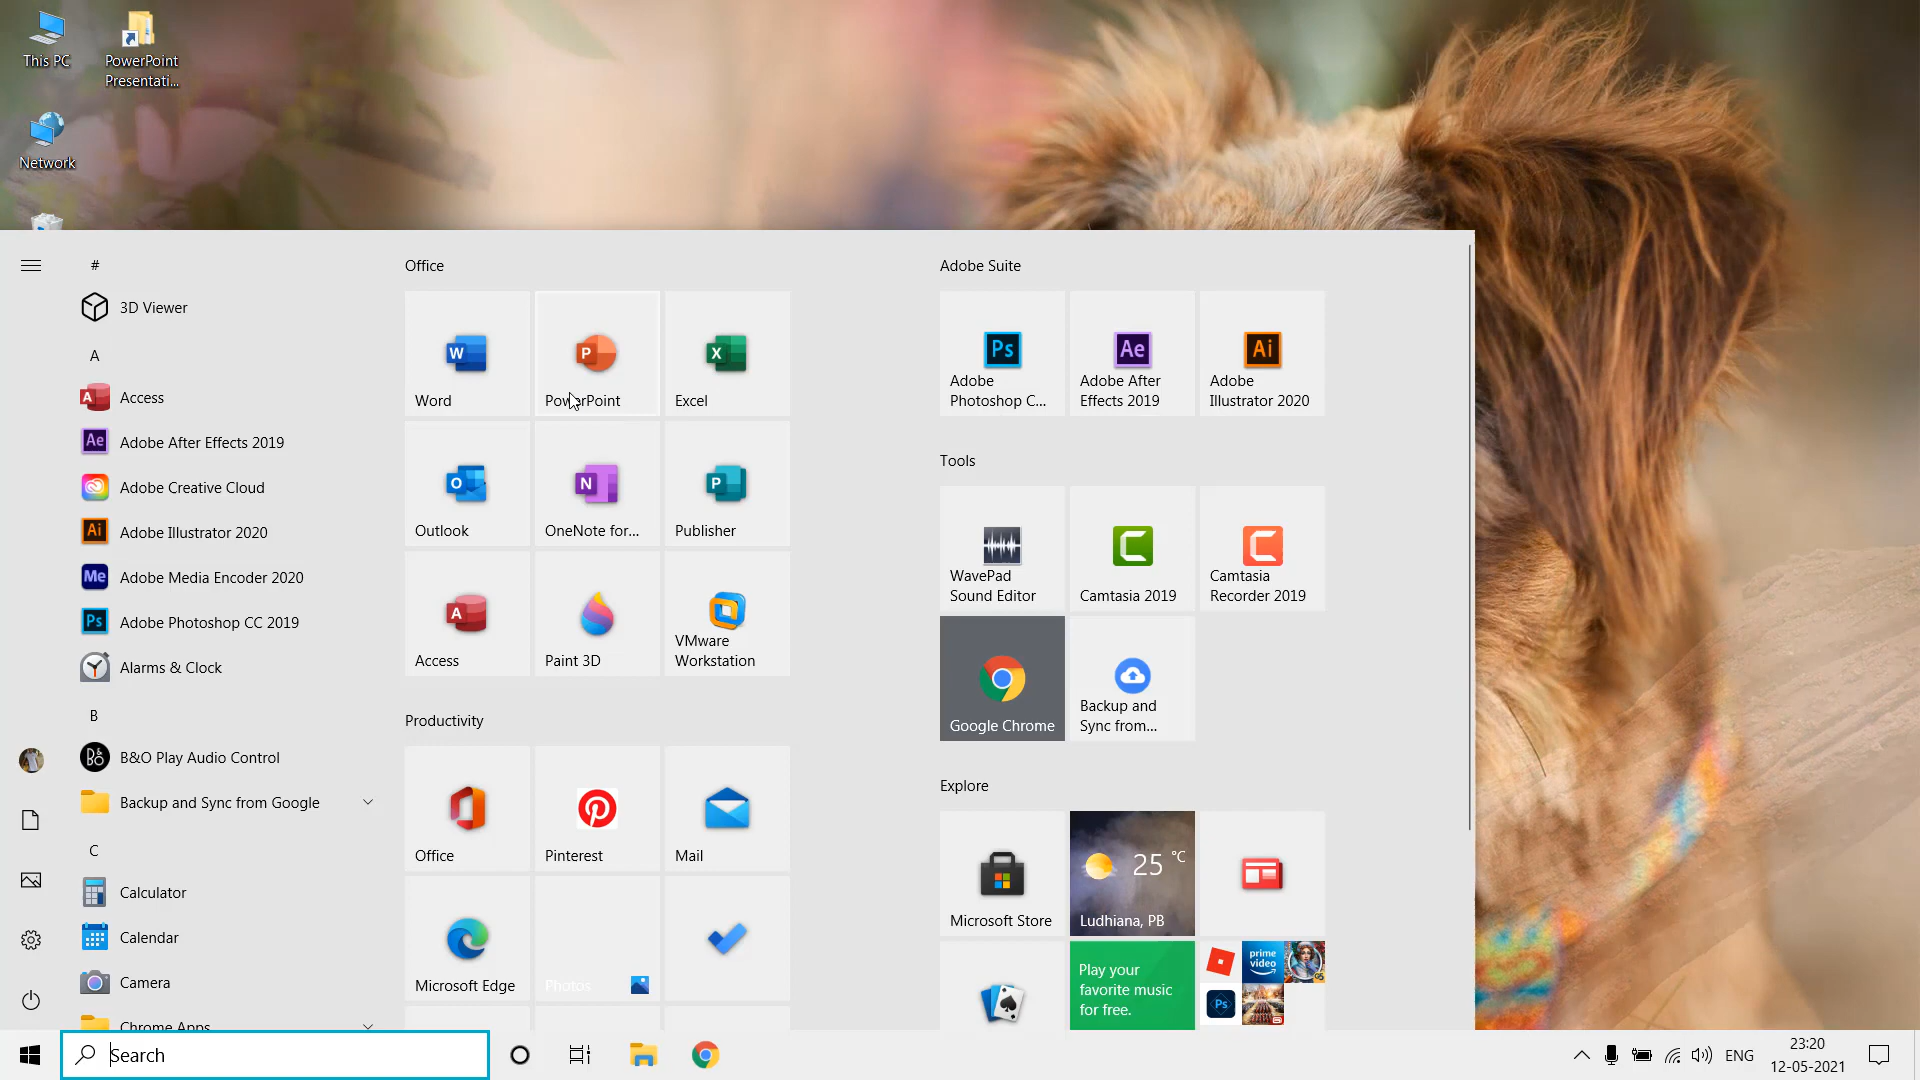 This PC
PowerPoint
Presentati...
Network
#
3D Viewer
A
Access
Adobe After Effects 2019
Adobe Creative Cloud
Adobe Illustrator 2020
Adobe Media Encoder 2020
Adobe Photoshop CC 2019
Alarms & Clock
B
B&O Play Audio Control
Backup and Sync from Google
C
Calculator
Calendar
Camera
Chrome Apps
Office
Word
PowerPoint
Excel
Outlook
OneNote for...
Publisher
Access
Paint 3D
VMware
Workstation
Productivity
Office
Pinterest
Mail
Microsoft Edge
Photos
Adobe Suite
Adobe
Photoshop C...
Adobe After
Effects 2019
Adobe
Illustrator 2020
Tools
WavePad
Sound Editor
Camtasia 2019
Camtasia
Recorder 2019
Google Chrome
Backup and
Sync from...
Explore
Microsoft Store
25 °C
Ludhiana, PB
Play your
favorite music
for free.
prime
video
Search
ENG
23:20
12-05-2021